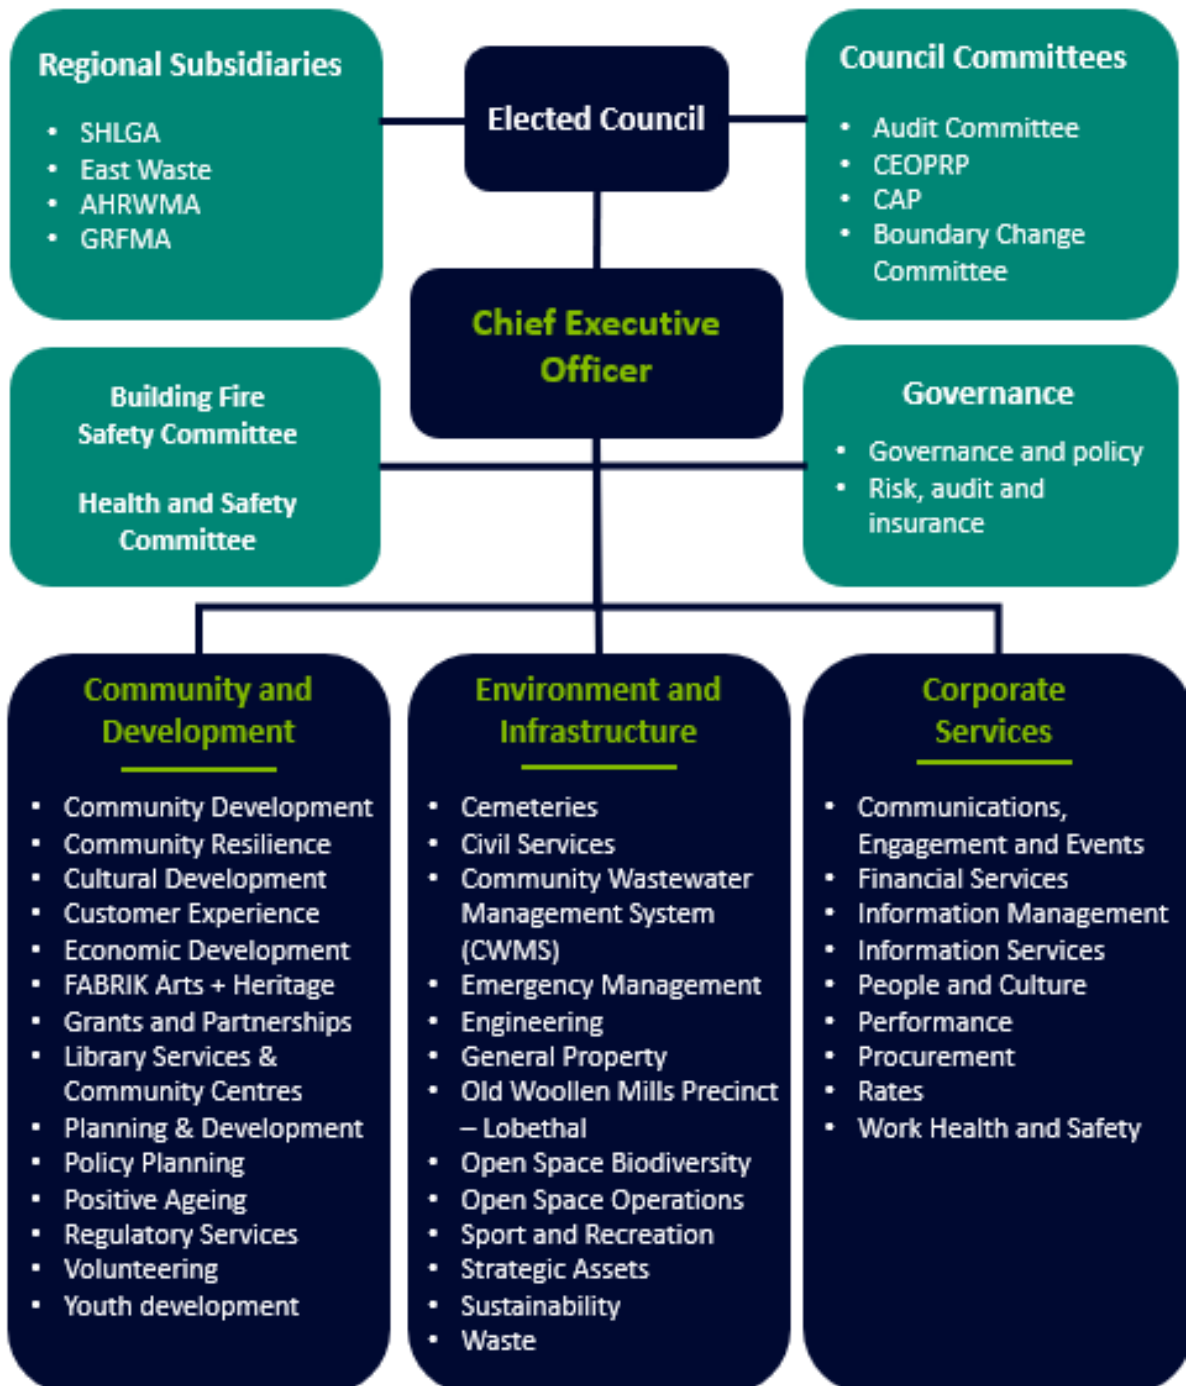 Regional Subsidiaries
• SHLGA
• East Waste
• AHRWMA
• GRFMA
Elected Council
Council Committees
• Audit Committee
• CEOPRP
• CAP
• Boundary Change
Committee
Chief Executive
Officer
Building Fire
Safety Committee
Health and Safety
Committee
Governance
• Governance and policy
• Risk, audit and
insurance
Community and
Development
• Community Development
• Community Resilience
• Cultural Development
• Customer Experience
• Economic Development
• FABRIK Arts + Heritage
• Grants and Partnerships
• Library Services &
Community Centres
• Planning & Development
• Policy Planning
• Positive Ageing
• Regulatory Services
• Volunteering
• Youth development
Environment and
Infrastructure
• Cemeteries
• Civil Services
• Community Wastewater
Management System
(CWMS)
• Emergency Management
• Engineering
• General Property
• Old Woollen Mills Precinct
– Lobethal
• Open Space Biodiversity
• Open Space Operations
• Sport and Recreation
• Strategic Assets
• Sustainability
• Waste
Corporate
Services
• Communications,
Engagement and Events
• Financial Services
• Information Management
• Information Services
• People and Culture
• Performance
• Procurement
• Rates
• Work Health and Safety